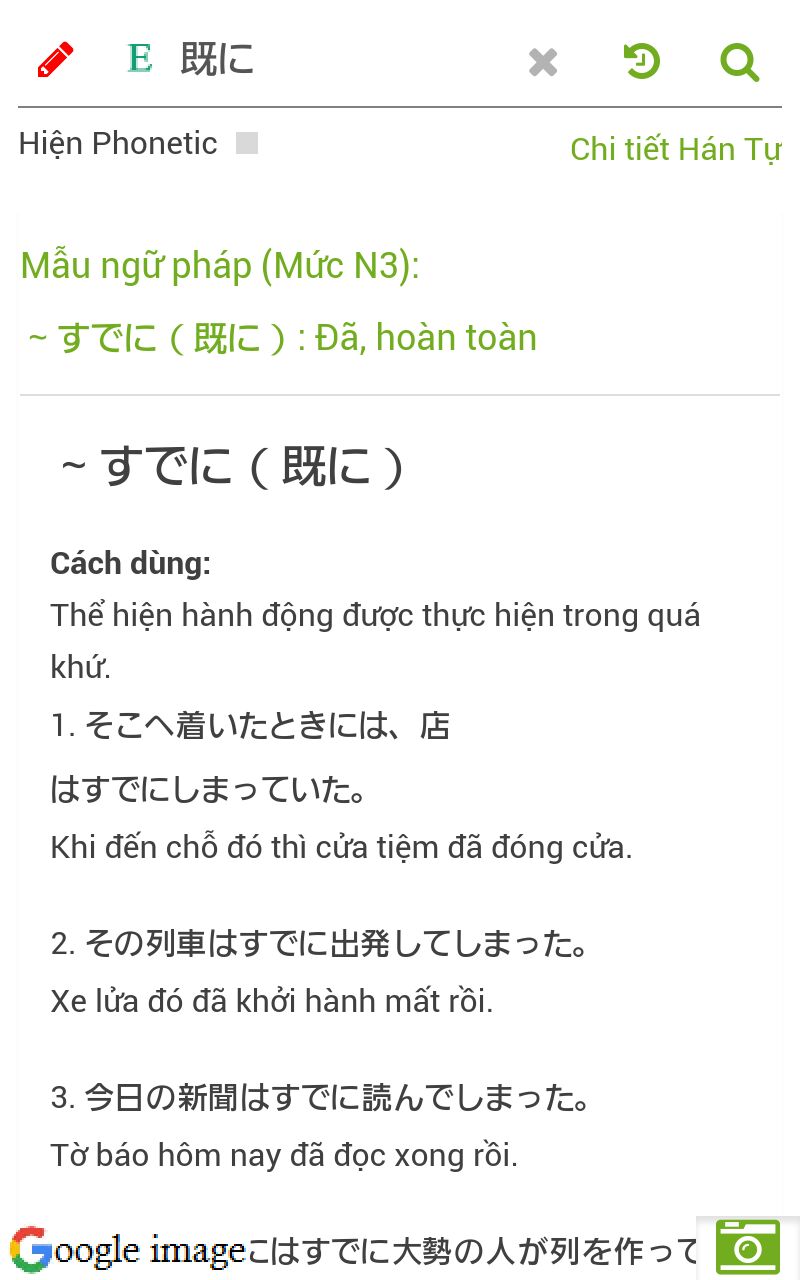 E 既に
Hiện Phonetic
Chi tiết Hán Tự
Mẫu ngữ pháp (Mức N3):
~ すでに（既に）: Đã, hoàn toàn
~ すでに（既に）
Cách dùng:
Thể hiện hành động được thực hiện trong quá
khứ.
1. そこへ着いたときには、店
はすでにしまっていた。
Khi đến chỗ đó thì cửa tiệm đã đóng cửa.
2. その列車はすでに出発してしまった。
Xe lửa đó đã khởi hành mất rồi.
3. 今日の新聞はすでに読んでしまった。
Tờ báo hôm nay đã đọc xong rồi.
Google image にはすでに大勢の人が列を作って